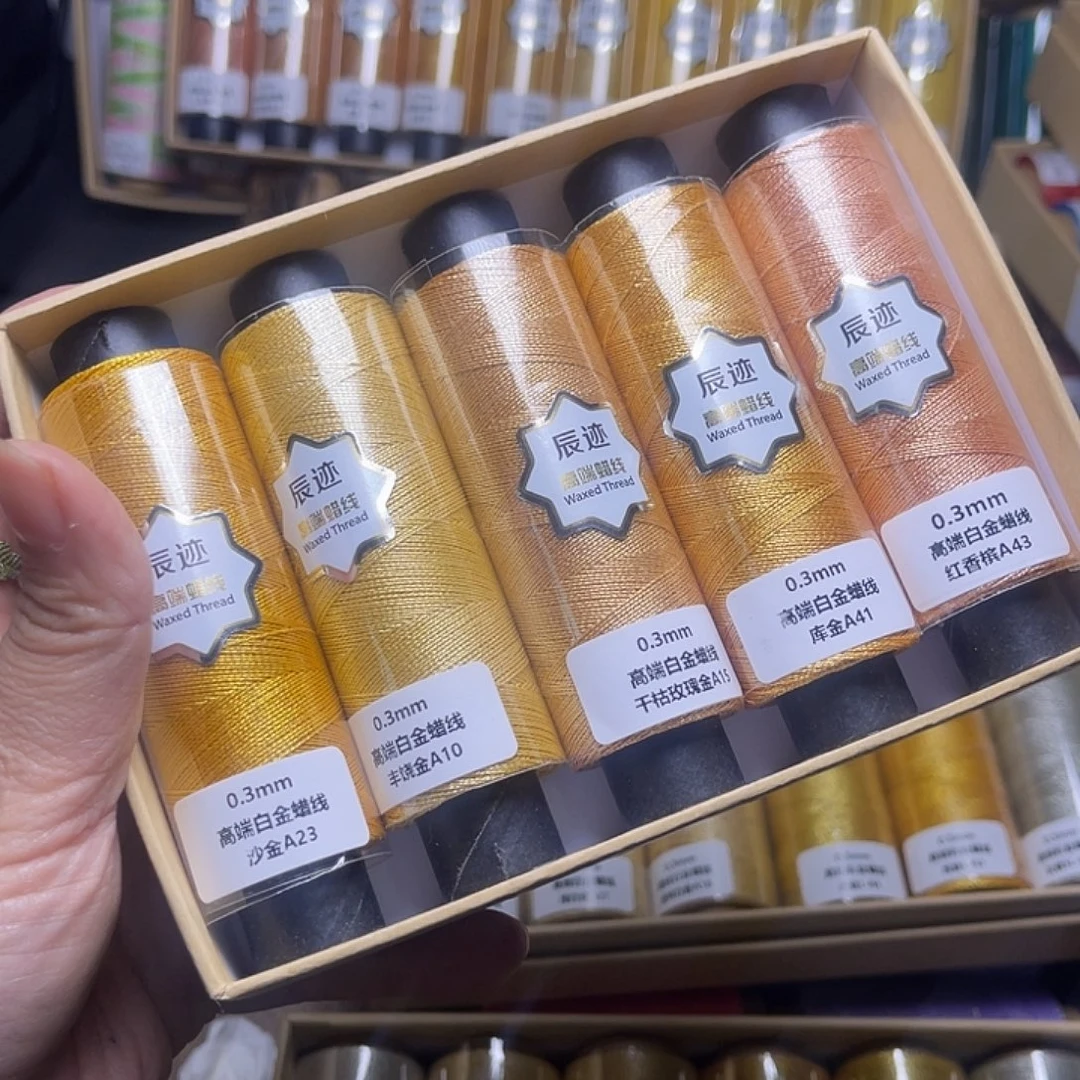 辰迹
高端蜡线
Waxed Thread
0.3mm
高端白金蜡线
沙金A23
辰迹
高端蜡线
Waxed Thread
0.3mm
高端白金蜡线
丰饶金A10
辰迹
高端蜡线
Waxed Thread
0.3mm
高端白金蜡线
干枯玫瑰金A15
辰迹
高端蜡线
Waxed Thread
0.3mm
高端白金蜡线
库金A41
辰迹
高端蜡线
Waxed Thread
0.3mm
高端白金蜡线
红香槟A43